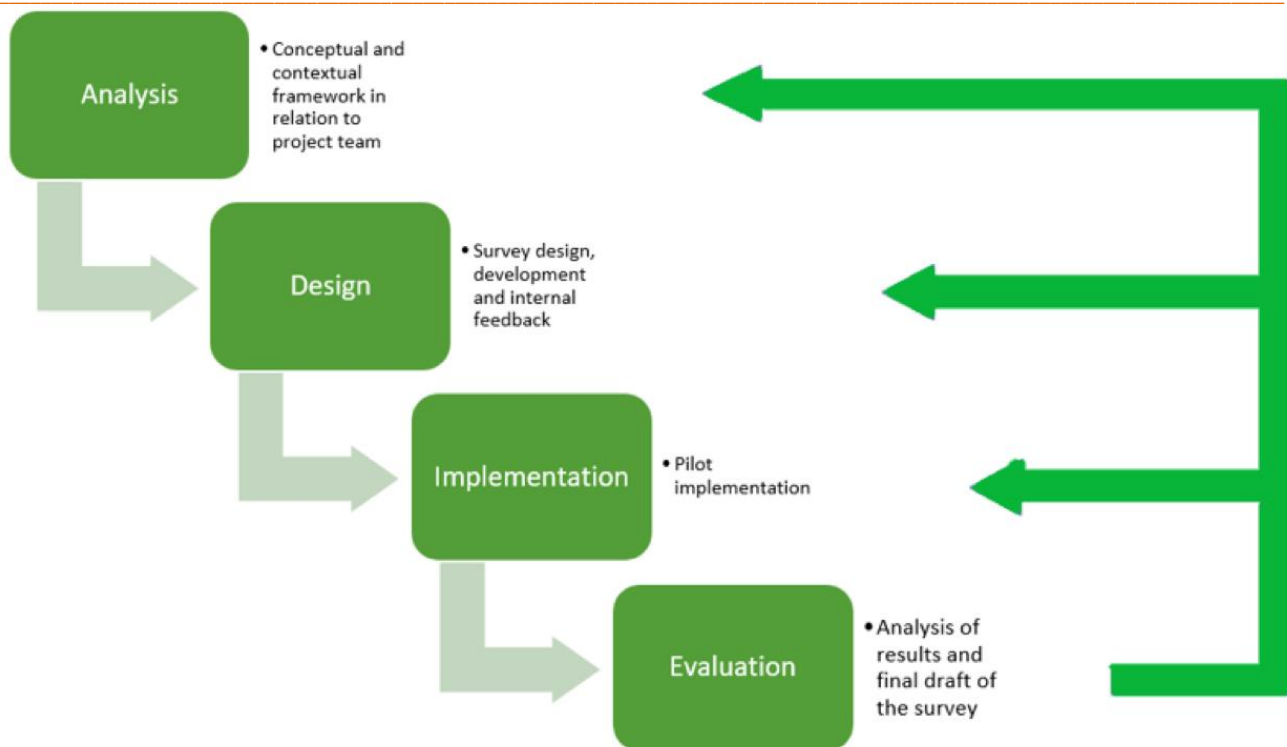 Analysis
• Conceptual and
contextual
framework in
relation to
project team
Design
• Survey design,
development
and internal
feedback
Implementation
• Pilot
implementation
Evaluation
• Analysis of
results and
final draft of
the survey